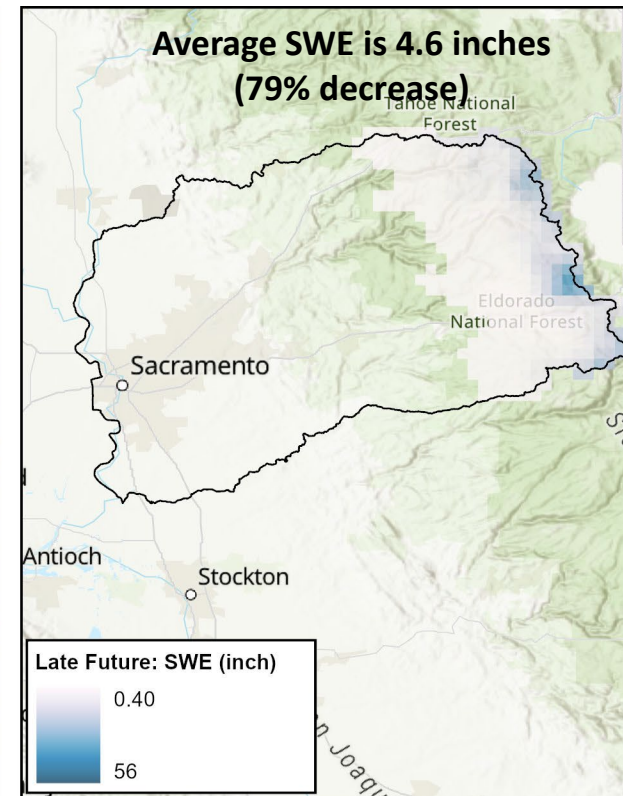 Average SWE is 4.6 inches
(79% decrease)
Tahoe National
Forest
Eldorado
National Forest
Sacramento
Antioch
Stockton
Late Future: SWE (inch)
0.40
56
Joaqu